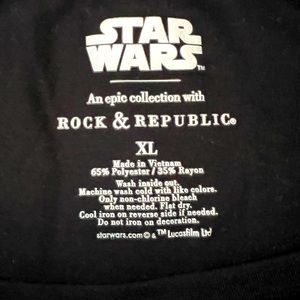 STAR
WARS™
An epic collection with
ROCK & REPUBLIC®
XL
Made in Vietnam
65% Polyester / 35% Rayon
Wash inside out.
Machine wash cold with like colors.
Only non-chlorine bleach
when needed. Flat dry.
Cool iron on reverse side if needed.
Do not iron on decoration.
starwars.com © & ™ Lucasfilm Ltd